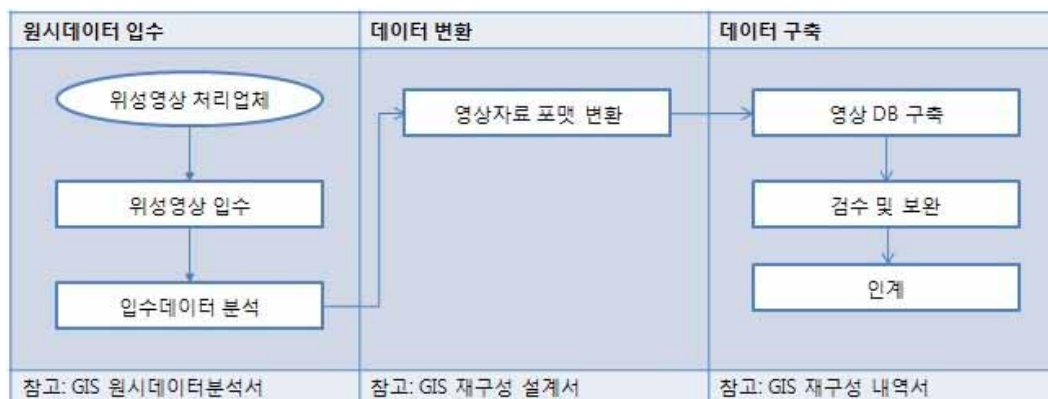 원시데이터 입수
데이터 변환
데이터 구축
위성영상 처리업체
영상자료 포맷 변환
영상 DB 구축
위성영상 입수
검수 및 보완
입수데이터 분석
인계
참고: GIS 원시데이터분석서
참고: GIS 재구성 설계서
참고: GIS 재구성 내역서